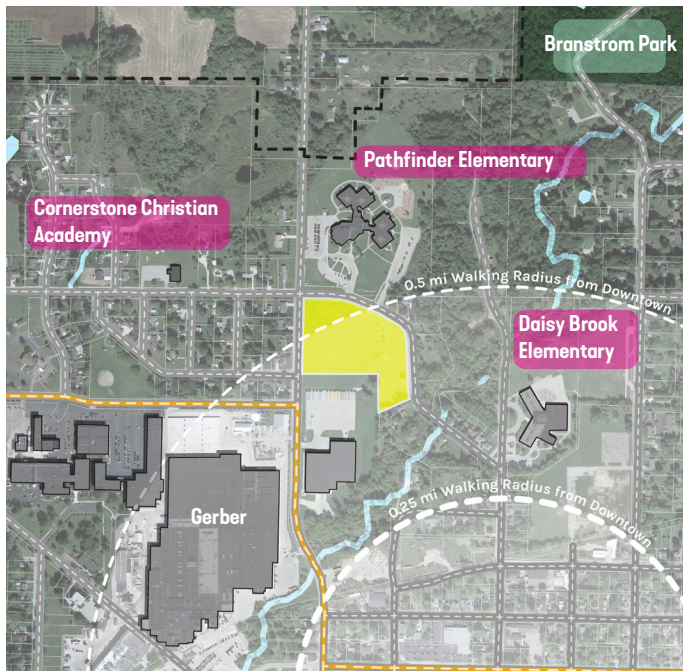 Branstrom Park
Pathfinder Elementary
Cornerstone Christian
Academy
0.5 mi Walking Radius from Downtown
Daisy Brook
Elementary
0.25 mi Walking Radius from Downtown
Gerber